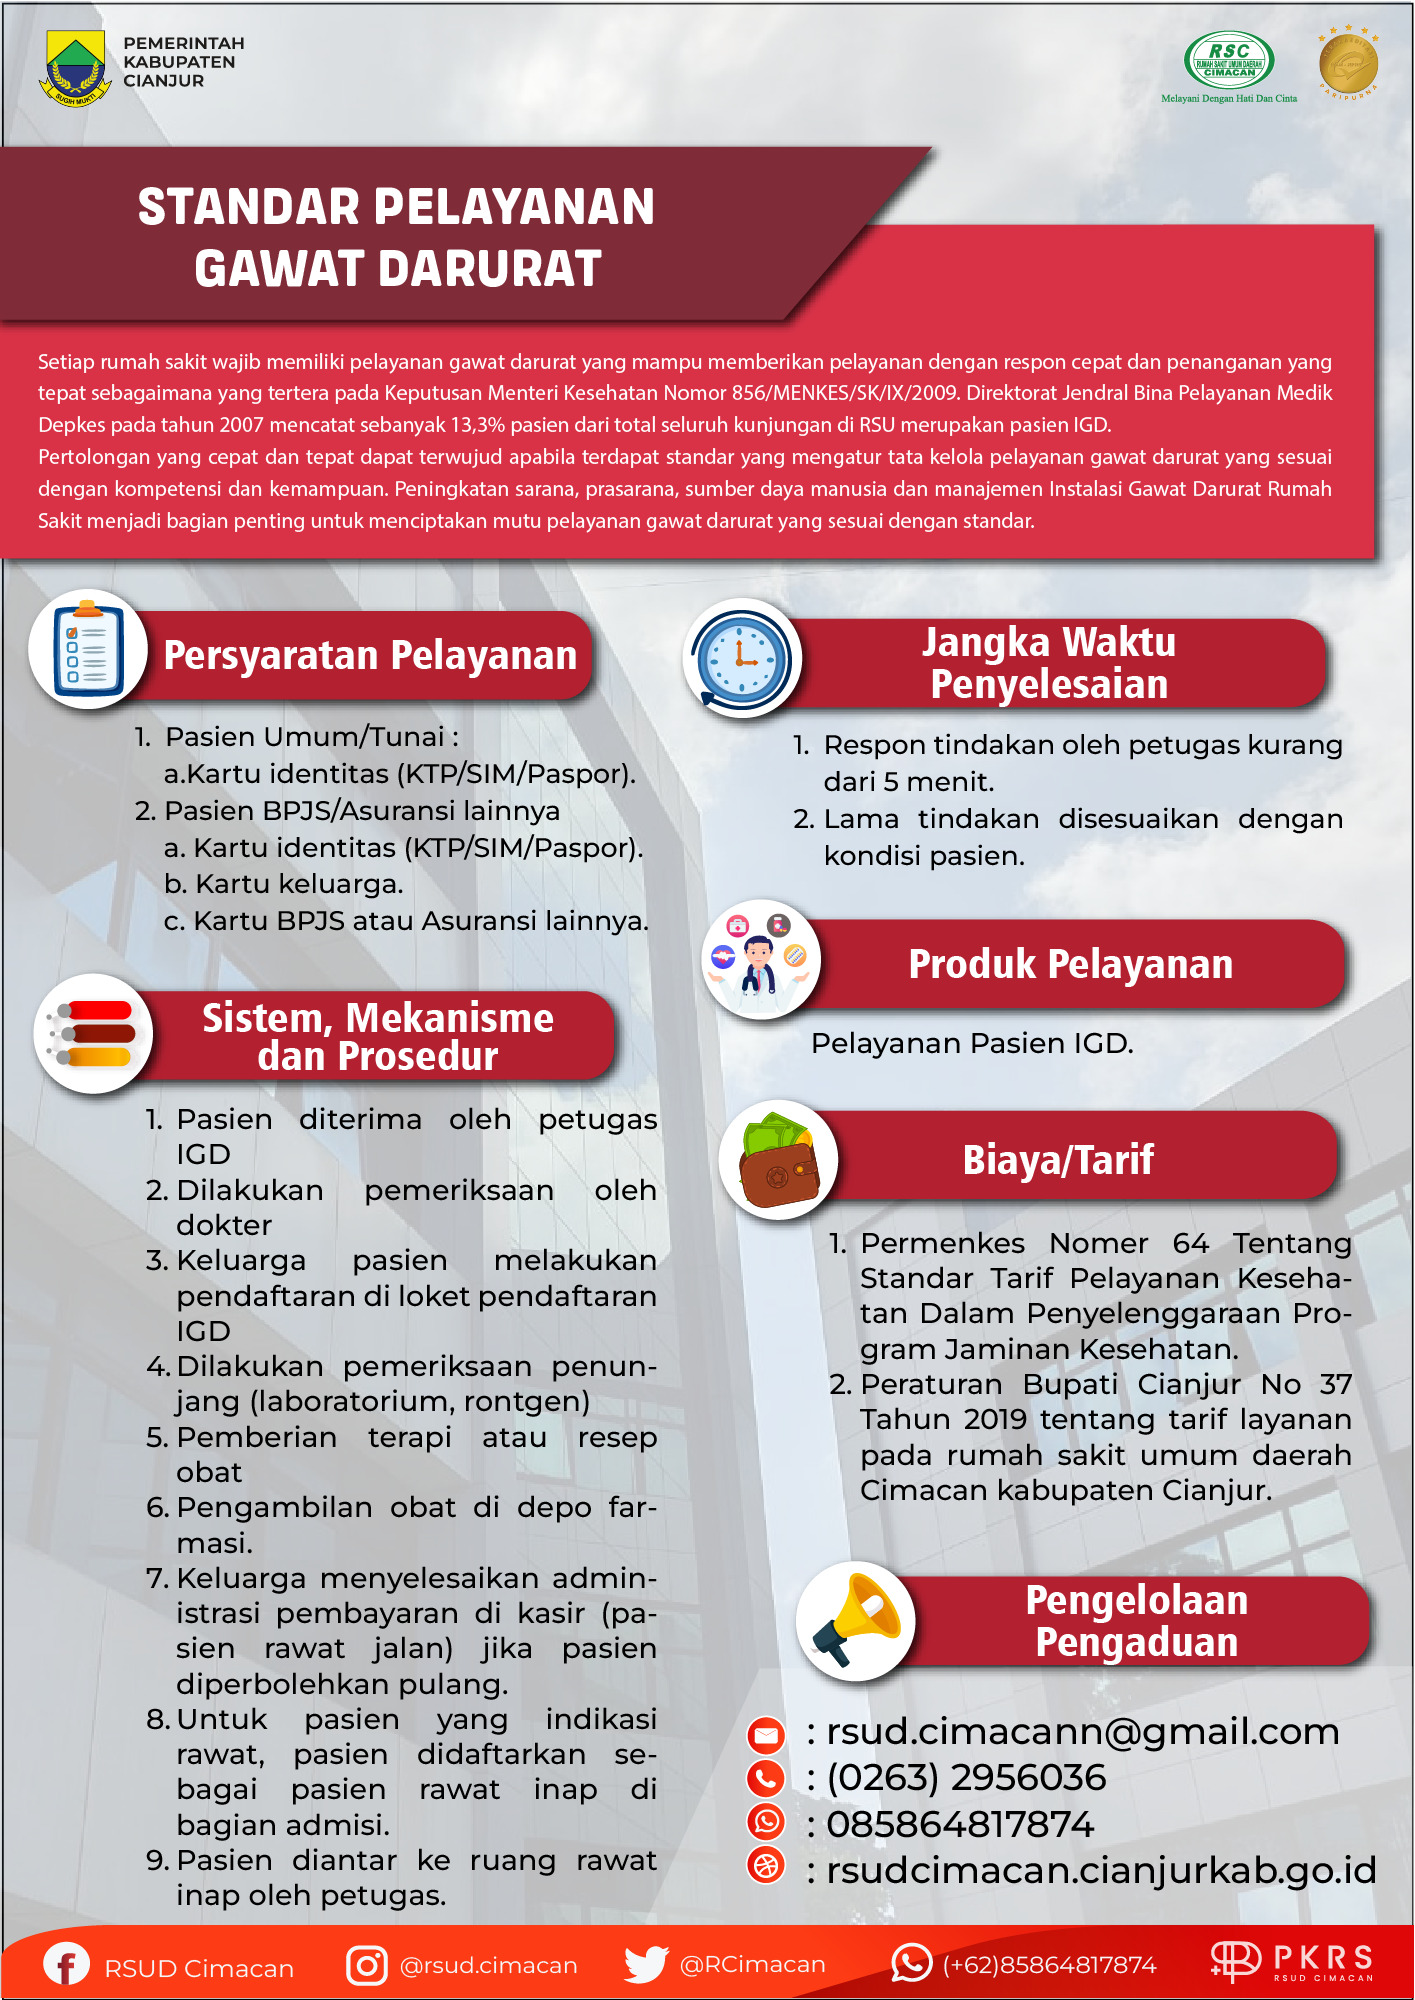 PEMERINTAH
KABUPATEN
CIANJUR
SUGIH MUKTI
RSC
RUMAH SAKIT UMUM DAERAH
CIMACAN
Melayani Dengan Hati Dan Cinta
PARIPURNA
STANDAR PELAYANAN
GAWAT DARURAT
Setiap rumah sakit wajib memiliki pelayanan gawat darurat yang mampu memberikan pelayanan dengan respon cepat dan penanganan yang
tepat sebagaimana yang tertera pada Keputusan Menteri Kesehatan Nomor 856/MENKES/SK/IX/2009. Direktorat Jendral Bina Pelayanan Medik
Depkes pada tahun 2007 mencatat sebanyak 13,3% pasien dari total seluruh kunjungan di RSU merupakan pasien IGD.
Pertolongan yang cepat dan tepat dapat terwujud apabila terdapat standar yang mengatur tata kelola pelayanan gawat darurat yang sesuai
dengan kompetensi dan kemampuan. Peningkatan sarana, prasarana, sumber daya manusia dan manajemen Instalasi Gawat Darurat Rumah
Sakit menjadi bagian penting untuk menciptakan mutu pelayanan gawat darurat yang sesuai dengan standar.
Persyaratan Pelayanan
1. Pasien Umum/Tunai :
a.Kartu identitas (KTP/SIM/Paspor).
2. Pasien BPJS/Asuransi lainnya
a. Kartu identitas (KTP/SIM/Paspor).
b. Kartu keluarga.
c. Kartu BPJS atau Asuransi lainnya.
Sistem, Mekanisme
dan Prosedur
1. Pasien diterima oleh petugas
IGD
2. Dilakukan pemeriksaan oleh
dokter
3. Keluarga pasien melakukan
pendaftaran di loket pendaftaran
IGD
4. Dilakukan pemeriksaan penun-
jang (laboratorium, rontgen)
5. Pemberian terapi atau resep
obat
6. Pengambilan obat di depo far-
masi.
7. Keluarga menyelesaikan admin-
istrasi pembayaran di kasir (pa-
sien rawat jalan) jika pasien
diperbolehkan pulang.
8. Untuk pasien yang indikasi
rawat, pasien didaftarkan se-
bagai pasien rawat inap di
bagian admisi.
9. Pasien diantar ke ruang rawat
inap oleh petugas.
Jangka Waktu
Penyelesaian
1. Respon tindakan oleh petugas kurang
dari 5 menit.
2. Lama tindakan disesuaikan dengan
kondisi pasien.
Produk Pelayanan
Pelayanan Pasien IGD.
Biaya/Tarif
1. Permenkes Nomer 64 Tentang
Standar Tarif Pelayanan Keseha-
tan Dalam Penyelenggaraan Pro-
gram Jaminan Kesehatan.
2. Peraturan Bupati Cianjur No 37
Tahun 2019 tentang tarif layanan
pada rumah sakit umum daerah
Cimacan kabupaten Cianjur.
Pengelolaan
Pengaduan
: rsud.cimacann@gmail.com
: (0263) 2956036
: 085864817874
: rsudcimacan.cianjurkab.go.id
RSUD Cimacan
@rsud.cimacan
@RCimacan
(+62)85864817874
PKRS
RSUD CIMACAN